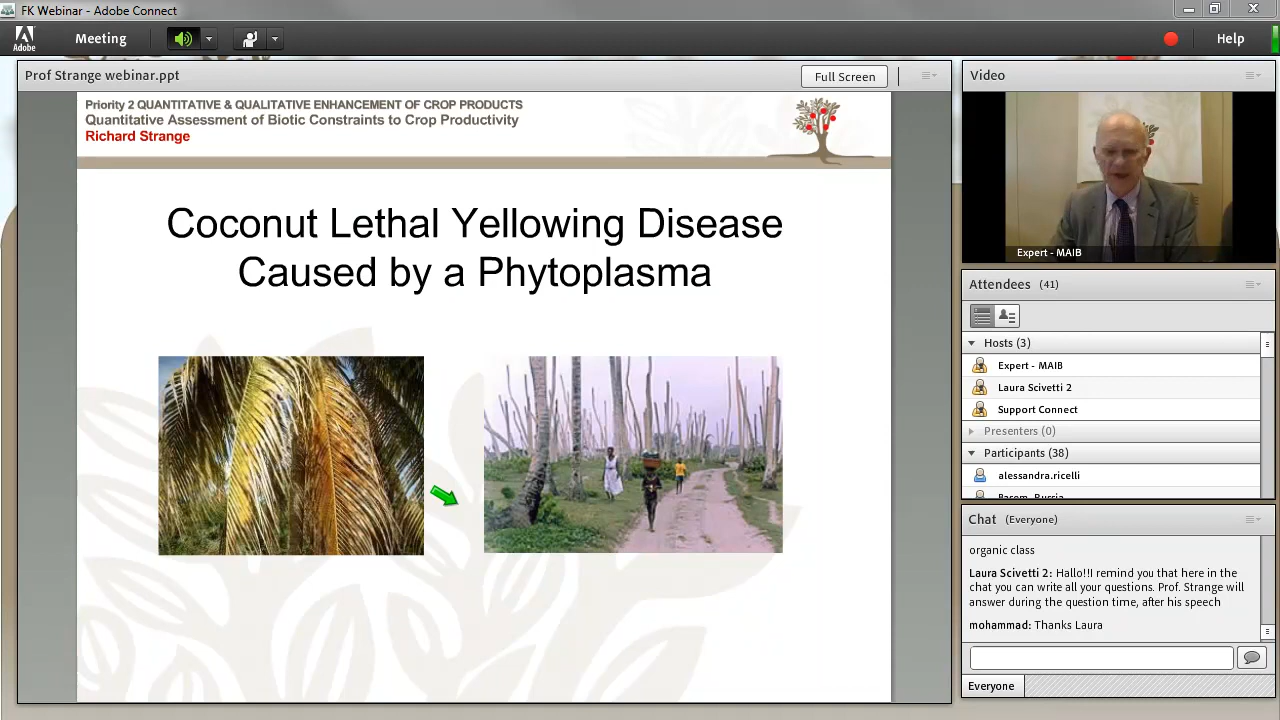 FK Webinar - Adobe Connect
Adobe
Meeting
Help
Prof Strange webinar.ppt
Full Screen
Priority 2 QUANTITATIVE & QUALITATIVE ENHANCEMENT OF CROP PRODUCTS
Quantitative Assessment of Biotic Constraints to Crop Productivity
Richard Strange
Coconut Lethal Yellowing Disease
Caused by a Phytoplasma
Video
Expert - MAIB
Attendees (41)
Hosts (3)
Expert - MAIB
Laura Scivetti 2
Support Connect
Presenters (0)
Participants (38)
alessandra.ricelli
Basem, Russia
Chat (Everyone)
organic class
Laura Scivetti 2: Hallo!!I remind you that here in the
chat you can write all your questions. Prof. Strange will
answer during the question time, after his speech
mohammad: Thanks Laura
Everyone